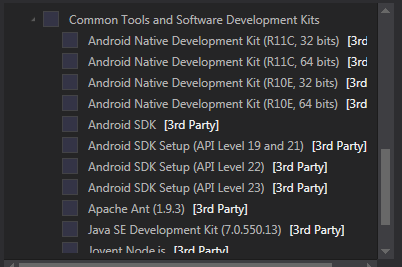 Common Tools and Software Development Kits
Android Native Development Kit (R11C, 32 bits) [3rd
Android Native Development Kit (R11C, 64 bits) [3rd
Android Native Development Kit (R10E, 32 bits) [3rd
Android Native Development Kit (R10E, 64 bits) [3rd
Android SDK [3rd Party]
Android SDK Setup (API Level 19 and 21) [3rd Party]
Android SDK Setup (API Level 22) [3rd Party]
Android SDK Setup (API Level 23) [3rd Party]
Apache Ant (1.9.3) [3rd Party]
Java SE Development Kit (7.0.550.13) [3rd Party]
Joyent Node.js [3rd Party]